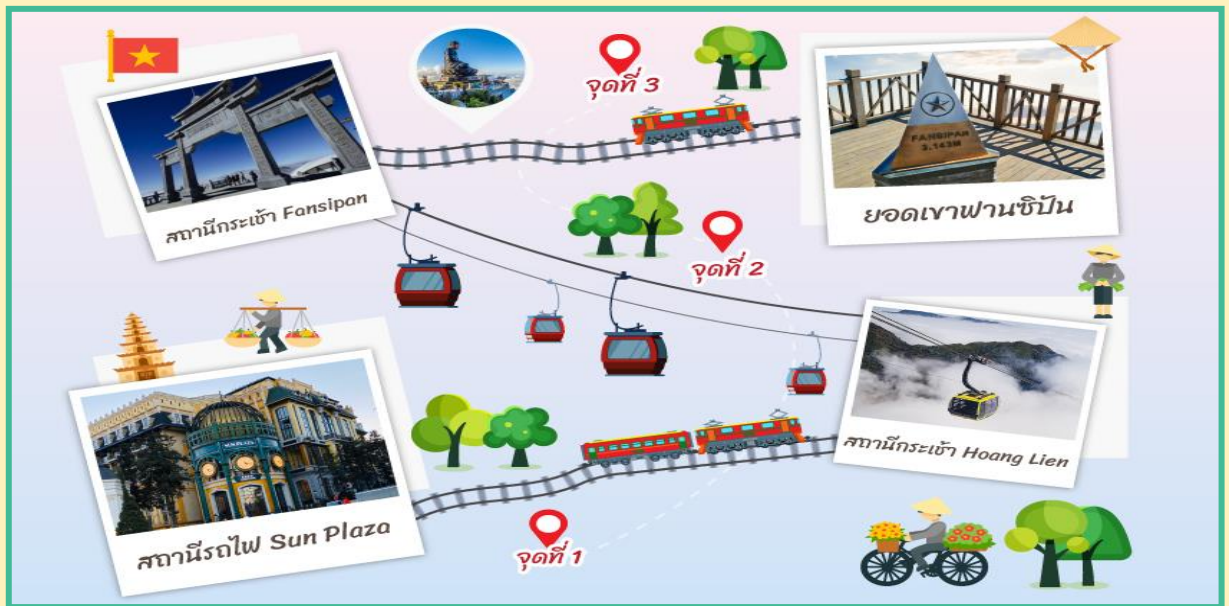 จุดที่ 3
สถานีกระเช้า Fansipan
FANSIPAN
3.143M
ยอดเขาฟานซิปัน
จุดที่ 2
สถานีรถไฟ Sun Plaza
สถานีกระเช้า Hoang Lien
จุดที่ 1